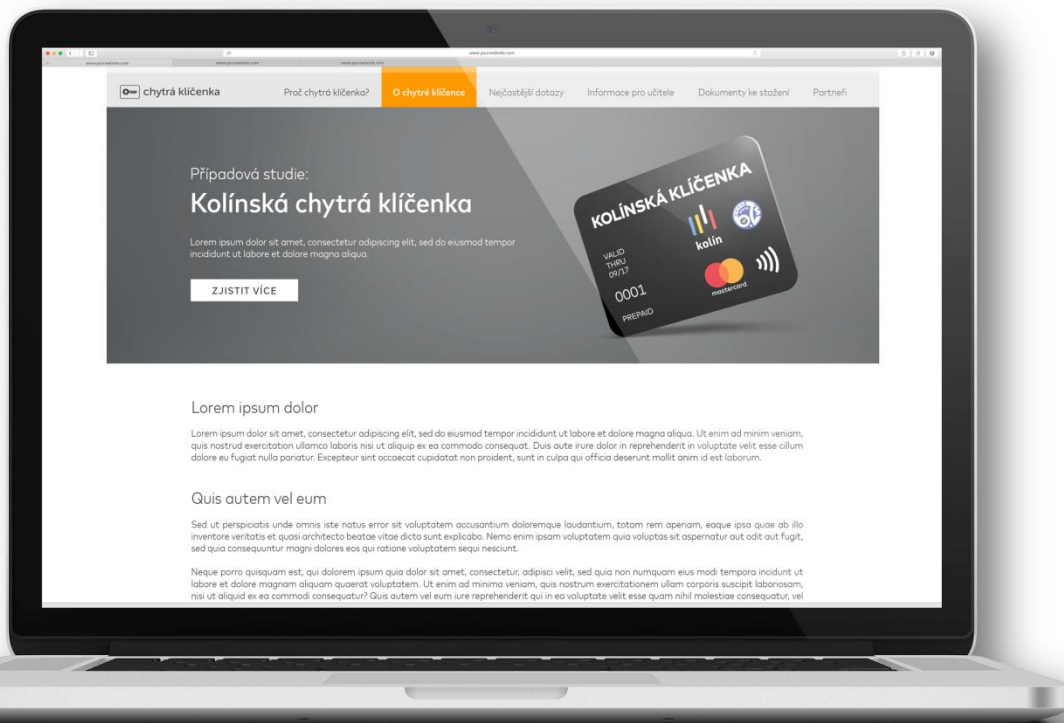 www.yourwebsite.com
www.yourwebsite.com
www.yourwebsite.com
www.yourwebsite.com
chytrá klíčenka
Proč chytrá klíčenka?
O chytré klíčence
Nejčastější dotazy
Informace pro učitele
Dokumenty ke stažení
Partneři
Případová studie:
Kolínská chytrá klíčenka
Lorem ipsum dolor sit amet, consectetur adipiscing elit, sed do eiusmod tempor
incididunt ut labore et dolore magna aliqua.
ZJISTIT VÍCE
KOLÍNSKÁ KLÍČENKA
kolín
VALID
THRU
09/17
0001
PREPAID
mastercard
Lorem ipsum dolor
Lorem ipsum dolor sit amet, consectetur adipiscing elit, sed do eiusmod tempor incididunt ut labore et dolore magna aliqua. Ut enim ad minim veniam,
quis nostrud exercitation ullamco laboris nisi ut aliquip ex ea commodo consequat. Duis aute irure dolor in reprehenderit in voluptate velit esse cillum
dolore eu fugiat nulla pariatur. Excepteur sint occaecat cupidatat non proident, sunt in culpa qui officia deserunt mollit anim id est laborum.
Quis autem vel eum
Sed ut perspiciatis unde omnis iste natus error sit voluptatem accusantium doloremque laudantium, totam rem aperiam, eaque ipsa quae ab illo
inventore veritatis et quasi architecto beatae vitae dicta sunt explicabo. Nemo enim ipsam voluptatem quia voluptas sit aspernatur aut odit aut fugit,
sed quia consequuntur magni dolores eos qui ratione voluptatem sequi nesciunt.
Neque porro quisquam est, qui dolorem ipsum quia dolor sit amet, consectetur, adipisci velit, sed quia non numquam eius modi tempora incidunt ut
labore et dolore magnam aliquam quaerat voluptatem. Ut enim ad minima veniam, quis nostrum exercitationem ullam corporis suscipit laboriosam,
nisi ut aliquid ex ea commodi consequatur? Quis autem vel eum iure reprehenderit qui in ea voluptate velit esse quam nihil molestiae consequatur, vel